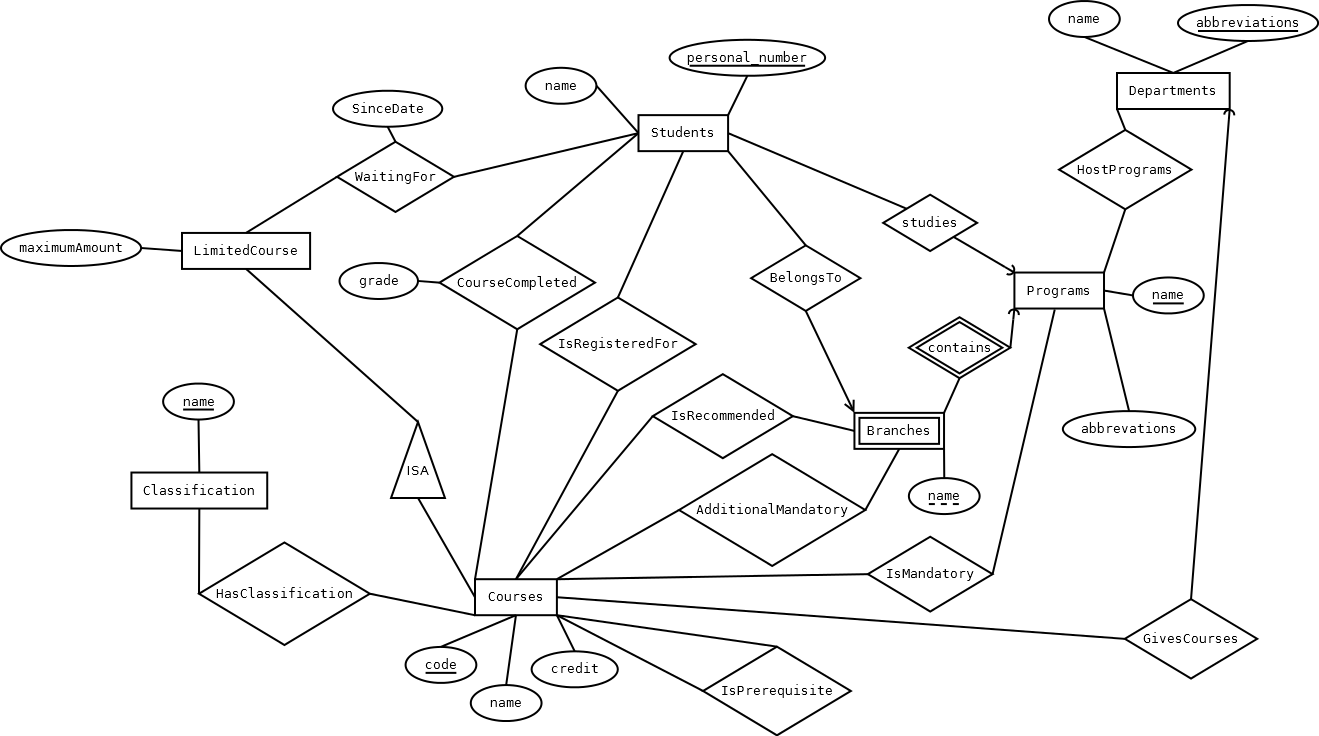 name
abbreviations
personal_number
name
Departments
SinceDate
Students
HostPrograms
WaitingFor
studies
maximumAmount
LimitedCourse
grade
CourseCompleted
BelongsTo
Programs
name
IsRegisteredFor
contains
name
IsRecommended
Branches
abbrevations
ISA
Classification
name
AdditionalMandatory
IsMandatory
HasClassification
Courses
GivesCourses
code
credit
name
IsPrerequisite